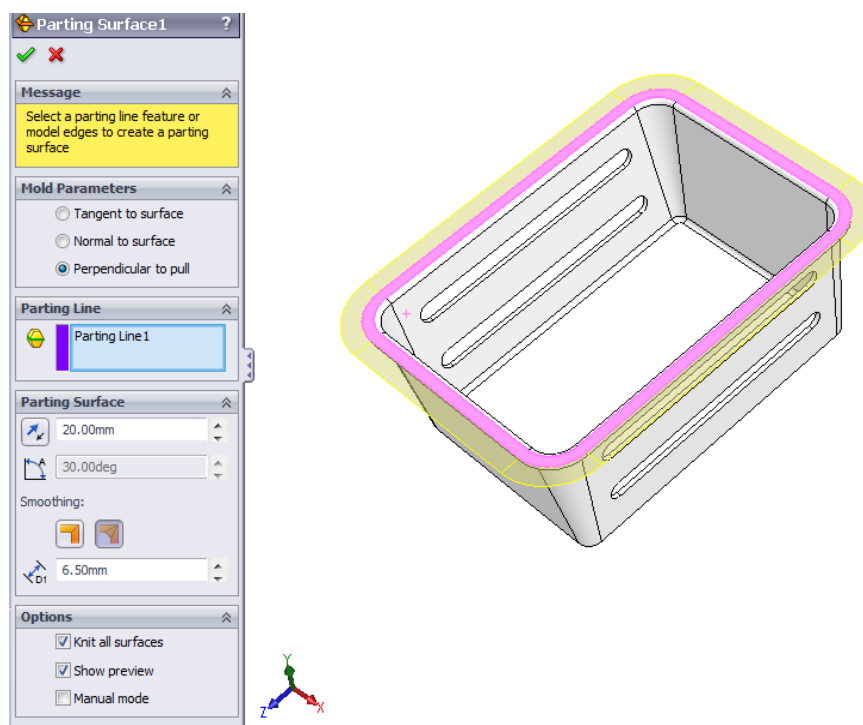 Parting Surface1 ?
Message
Select a parting line feature or
model edges to create a parting
surface
Mold Parameters
Tangent to surface
Normal to surface
Perpendicular to pull
Parting Line
Parting Line1
Parting Surface
20.00mm
A
30.00deg
Smoothing:
D1
6.50mm
Options
Knit all surfaces
Show preview
Manual mode
Y
Z
X